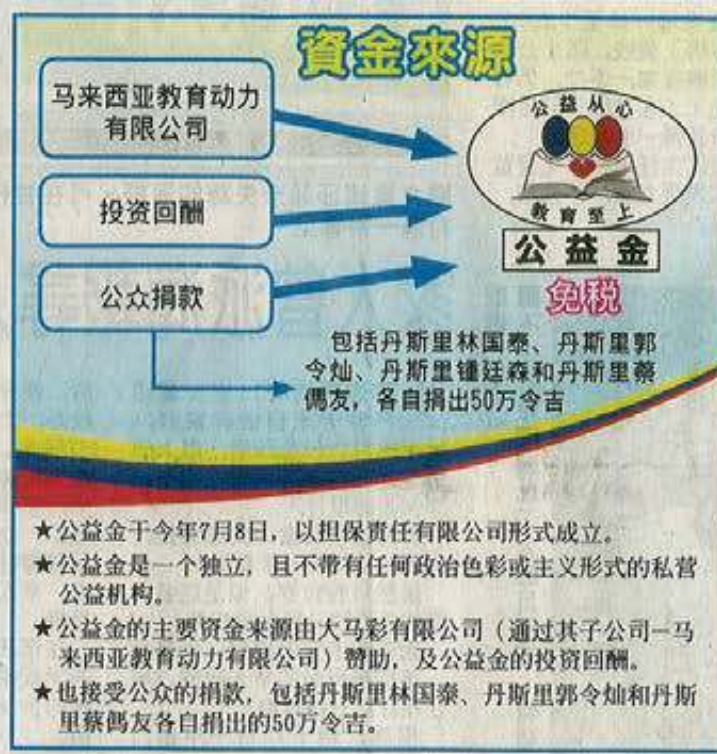 資金來源
马来西亚教育动力
有限公司
投资回酬
公众捐款
公益从心
教育至上
公益金
免税
包括丹斯里林国泰、丹斯里郭
令灿、丹斯里锺廷森和丹斯里蔡
偶友，各自捐出50万令吉
★公益金于今年7月8日，以担保责任有限公司形式成立。
★公益金是一个独立，且不带有任何政治色彩或主义形式的私营
公益机构。
★公益金的主要资金来源由大马彩有限公司（通过其子公司－马
来西亚教育动力有限公司）赞助，及公益金的投资回酬。
★也接受公众的捐款，包括丹斯里林国泰、丹斯里郭令灿和丹斯
里蔡偶友各自捐出的50万令吉。